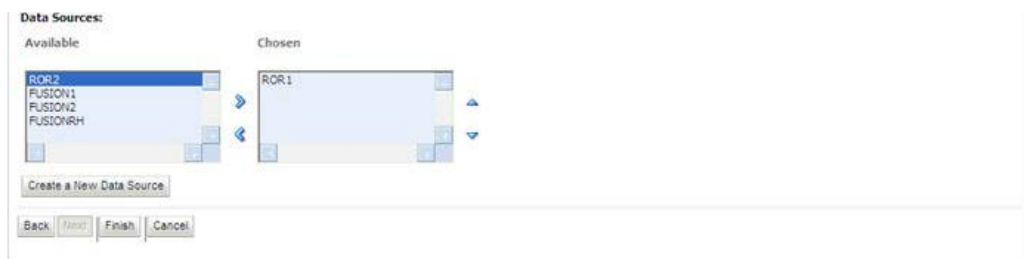 Data Sources:
Available Chosen
ROR2
FUSION1
FUSION2
FUSIONRH
ROR1
Create a New Data Source
Back Next Finish Cancel